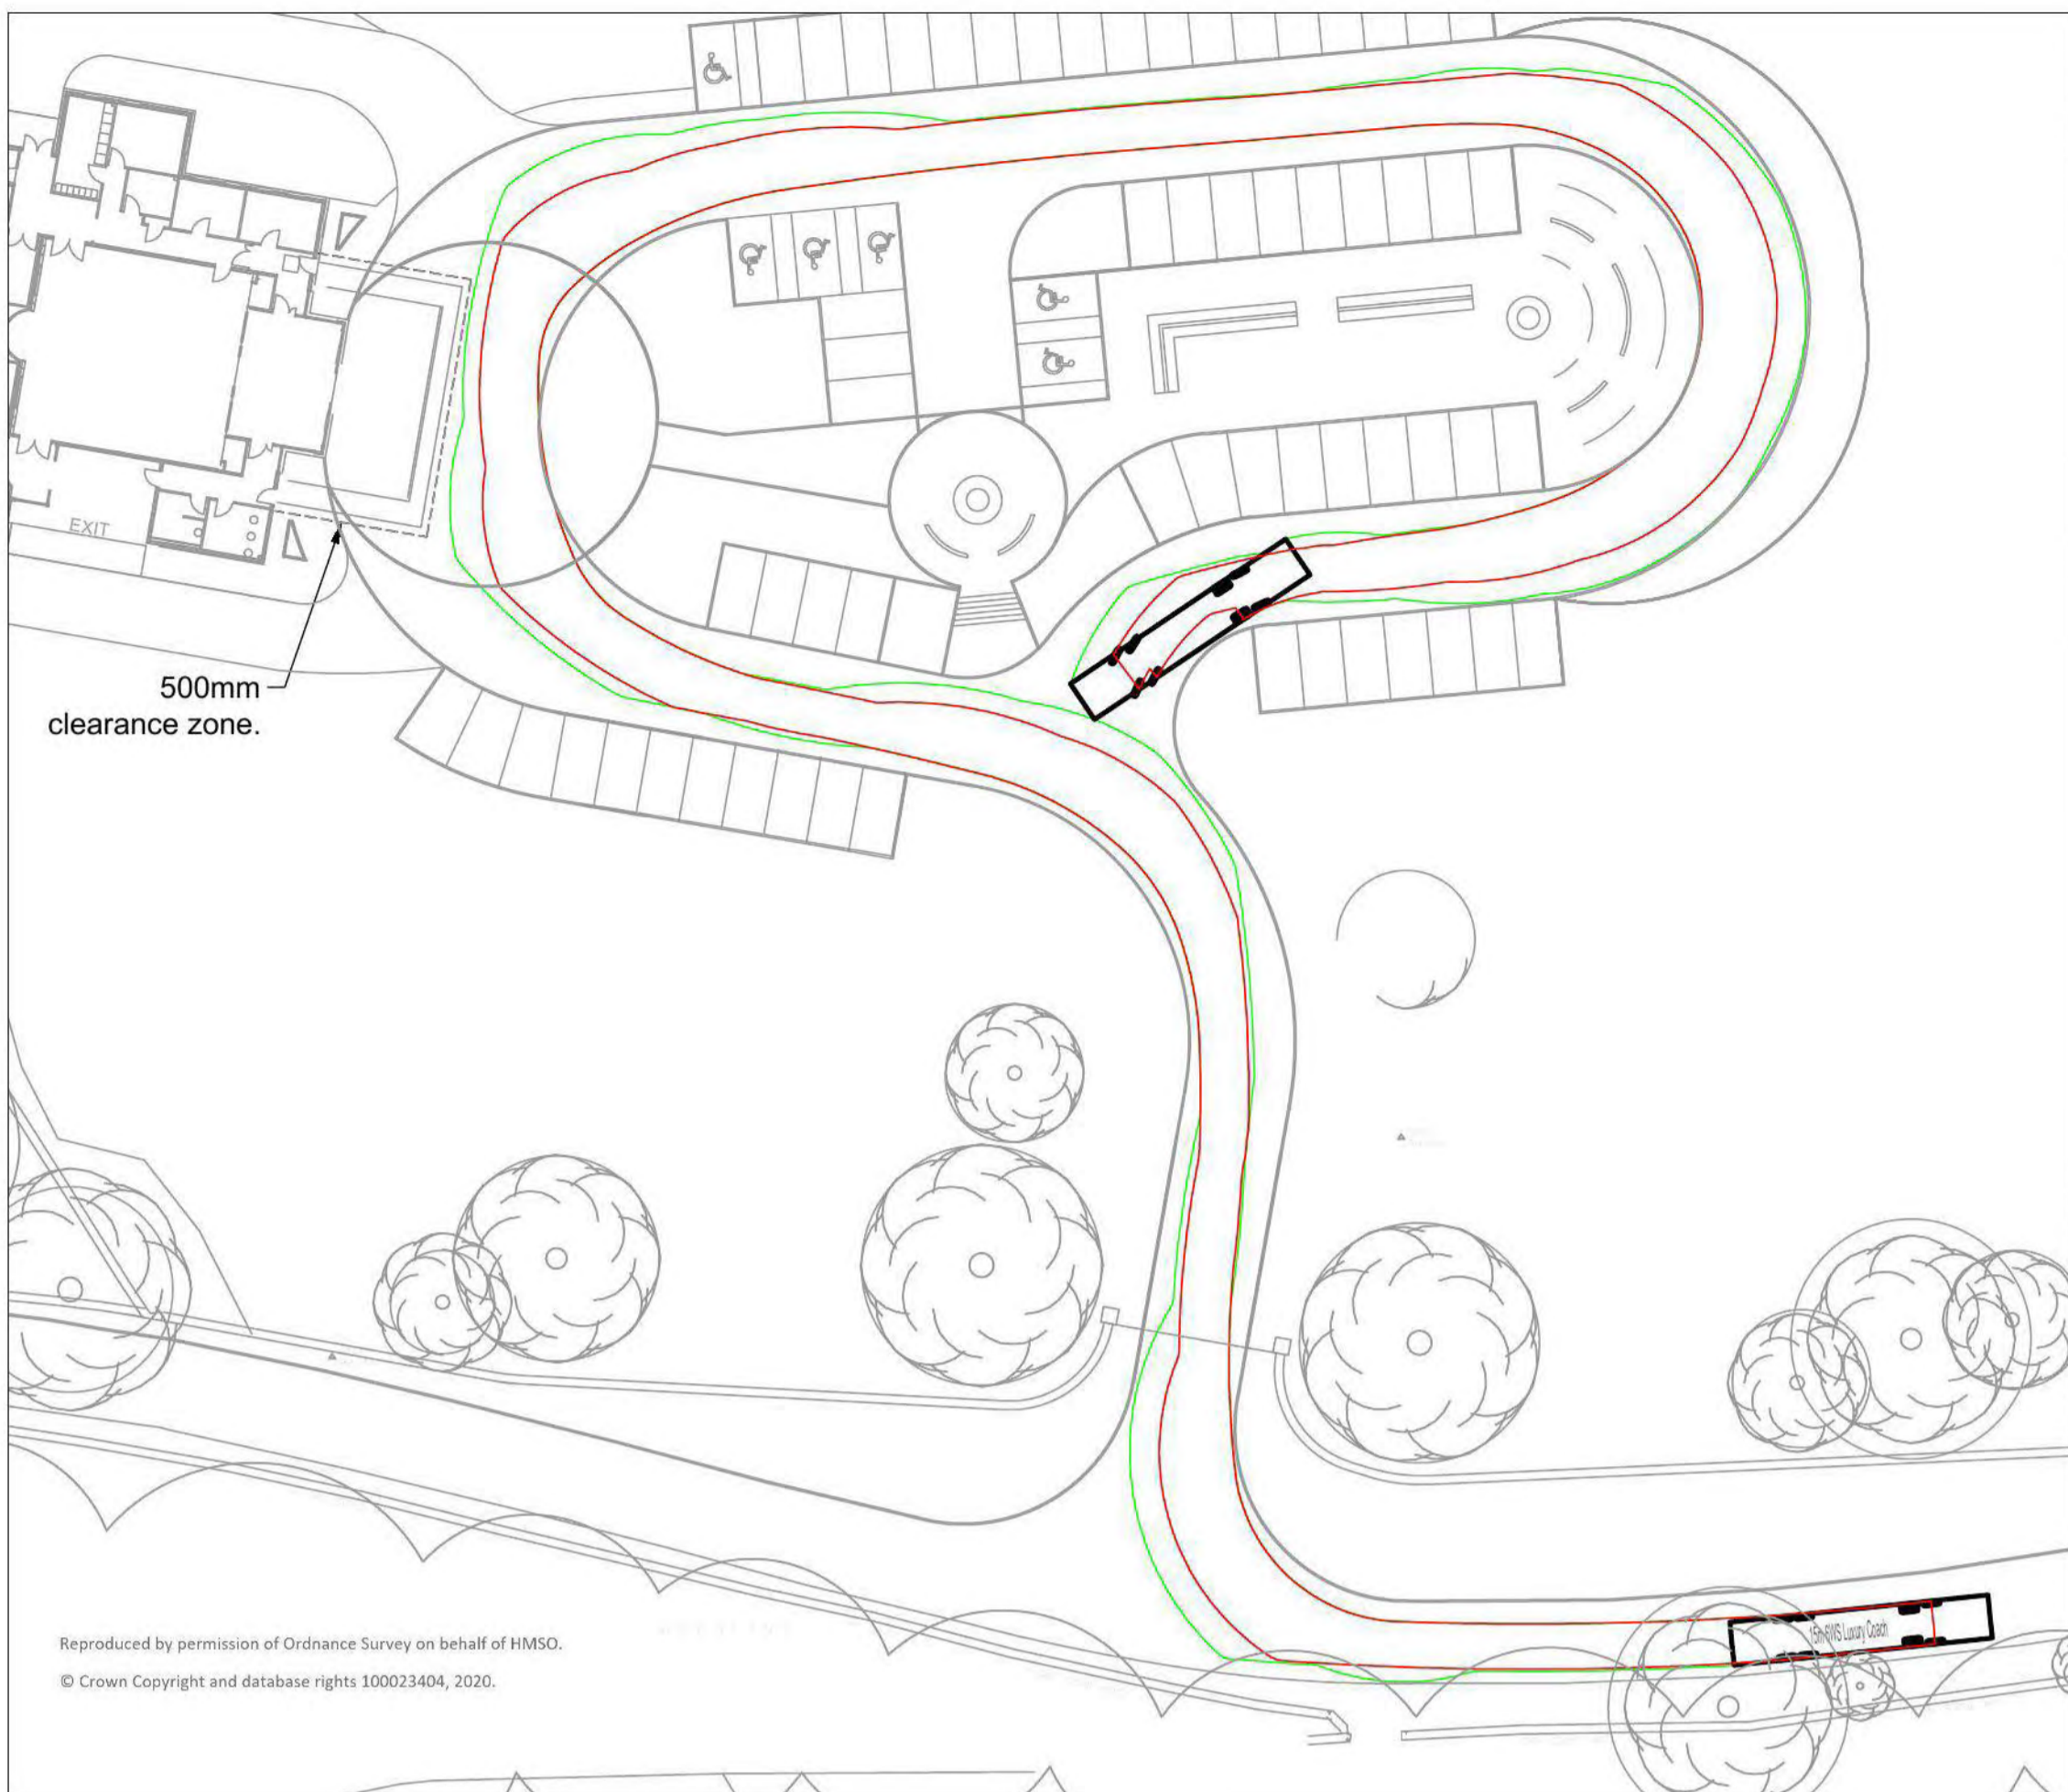 EXIT
500mm
clearance zone.
15m 6WS Luxury Coach
Reproduced by permission of Ordnance Survey on behalf of HMSO.
© Crown Copyright and database rights 100023404, 2020.